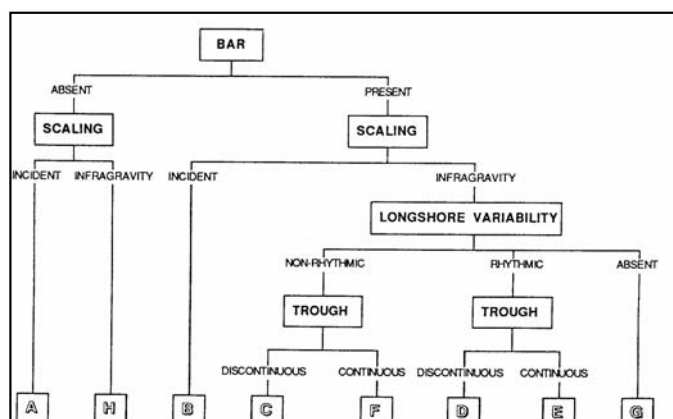 BAR
ABSENT PRESENT
SCALING SCALING
INCIDENT INFRAGRAVITY INCIDENT INFRAGRAVITY
LONGSHORE VARIABILITY
NON-RHYTHMIC RHYTHMIC ABSENT
TROUGH TROUGH
DISCONTINUOUS CONTINUOUS DISCONTINUOUS CONTINUOUS
A H B C F D E G